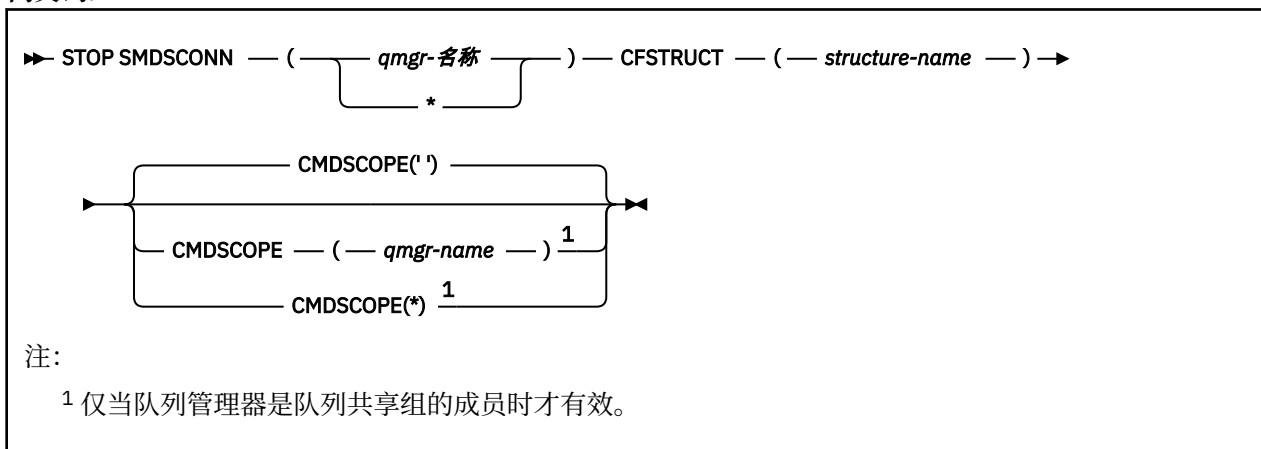 STOP SMDSCONN ( qmgr-名称 ) CFSTRUCT ( structure-name )
*
CMDSCOPE(' ')
CMDSCOPE ( qmgr-name ) 1
CMDSCOPE(*) 1
注:
1 仅当队列管理器是队列共享组的成员时才有效。